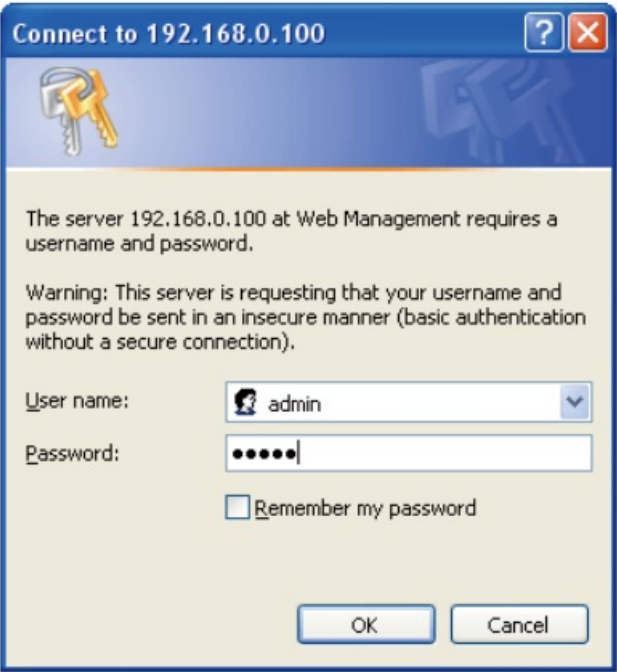 Connect to 192.168.0.100
The server 192.168.0.100 at Web Management requires a
username and password.
Warning: This server is requesting that your username and
password be sent in an insecure manner (basic authentication
without a secure connection).
User name:
admin
Password:
●●●●●
Remember my password
OK
Cancel